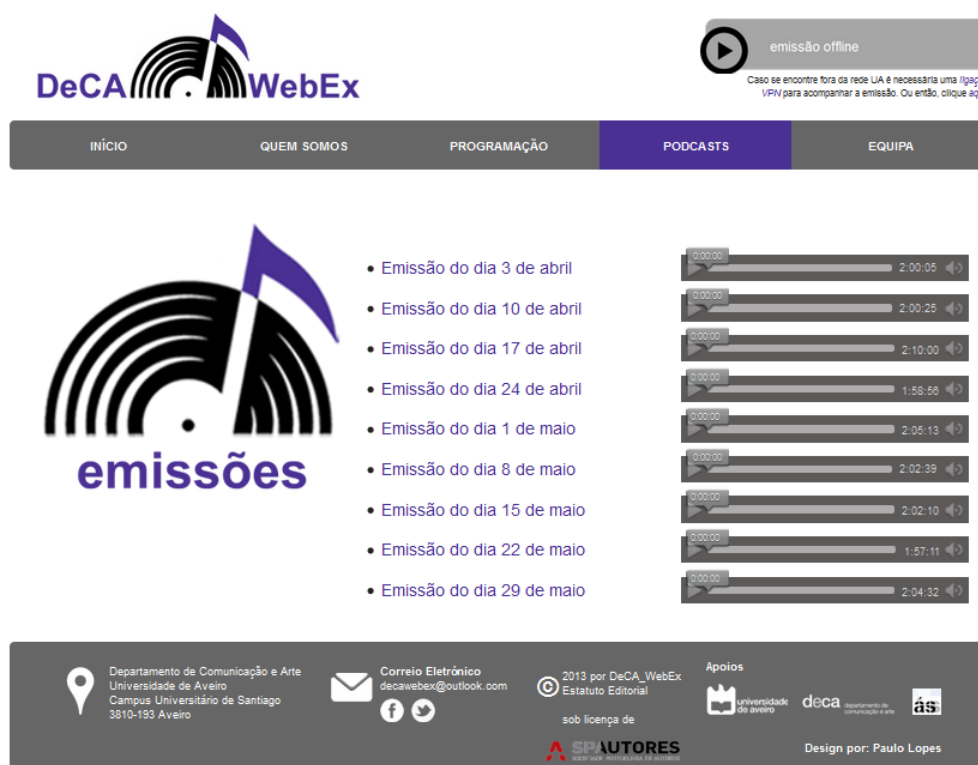 DeCA WebEx
emissão offline
Caso se encontre fora da rede UA é necessária uma
VPN para acompanhar a emissão. Ou então, clique
INÍCIO
QUEM SOMOS
PROGRAMAÇÃO
PODCASTS
EQUIPA
emissões
Emissão do dia 3 de abril
0:00:00
2:00:05
Emissão do dia 10 de abril
0:00:00
2:00:25
Emissão do dia 17 de abril
0:00:00
2:10:00
Emissão do dia 24 de abril
0:00:00
1:58:56
Emissão do dia 1 de maio
0:00:00
2:05:13
Emissão do dia 8 de maio
0:00:00
2:02:39
Emissão do dia 15 de maio
0:00:00
2:02:10
Emissão do dia 22 de maio
0:00:00
1:57:11
Emissão do dia 29 de maio
0:00:00
2:04:32
Departamento de Comunicação e Arte
Universidade de Aveiro
Campus Universitário de Santiago
3810-193 Aveiro
Correio Eletrónico
decawebex@outlook.com
© 2013 por DeCA_WebEx
Estatuto Editorial
sob licença de
SPAUTORES
SOCIEDADE PORTUGUESA DE AUTORES
Apoios
universidade
de aveiro
deca departamento de
comunicação e arte
ás
Design por: Paulo Lopes